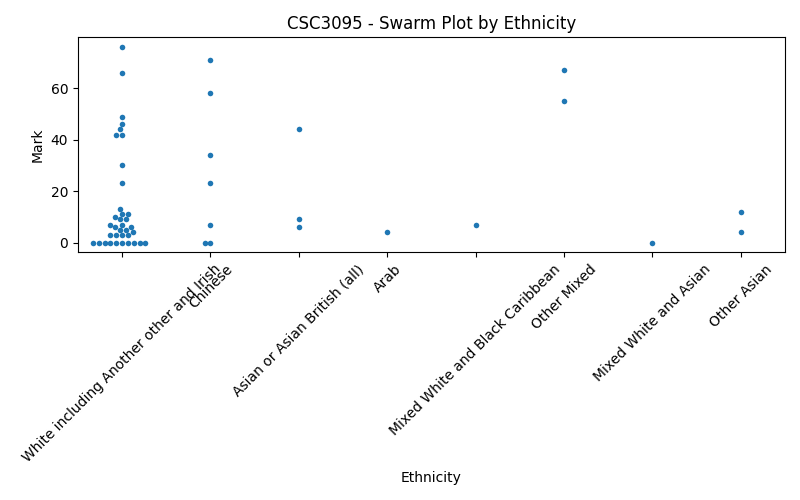 CSC3095 - Swarm Plot by Ethnicity
Mark
60
40
20
0
White including Another other and Irish
Chinese
Asian or Asian British (all)
Arab
Mixed White and Black Caribbean
Other Mixed
Mixed White and Asian
Other Asian
Ethnicity